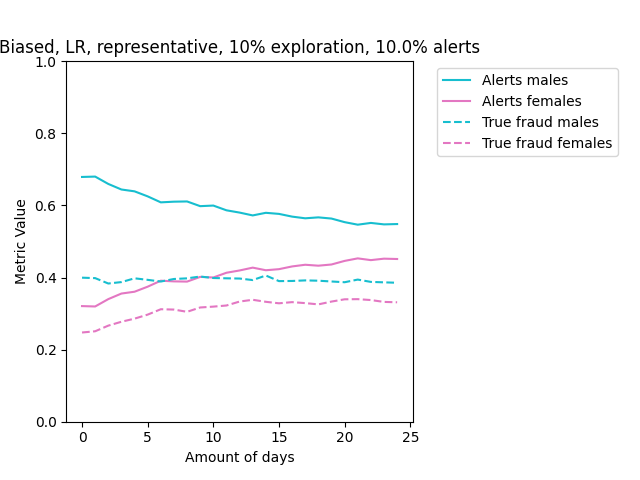 Biased, LR, representative, 10% exploration, 10.0% alerts
1.0
0.8
0.6
0.4
0.2
0.0
Metric Value
0
5
10
15
20
25
Amount of days
Alerts males
Alerts females
True fraud males
True fraud females